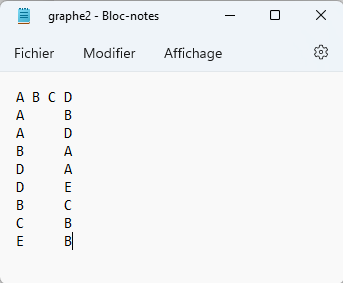 graphe2 - Bloc-notes
Fichier Modifier Affichage
A B C D
A B
A D
B A
D A
D E
B C
C B
E B